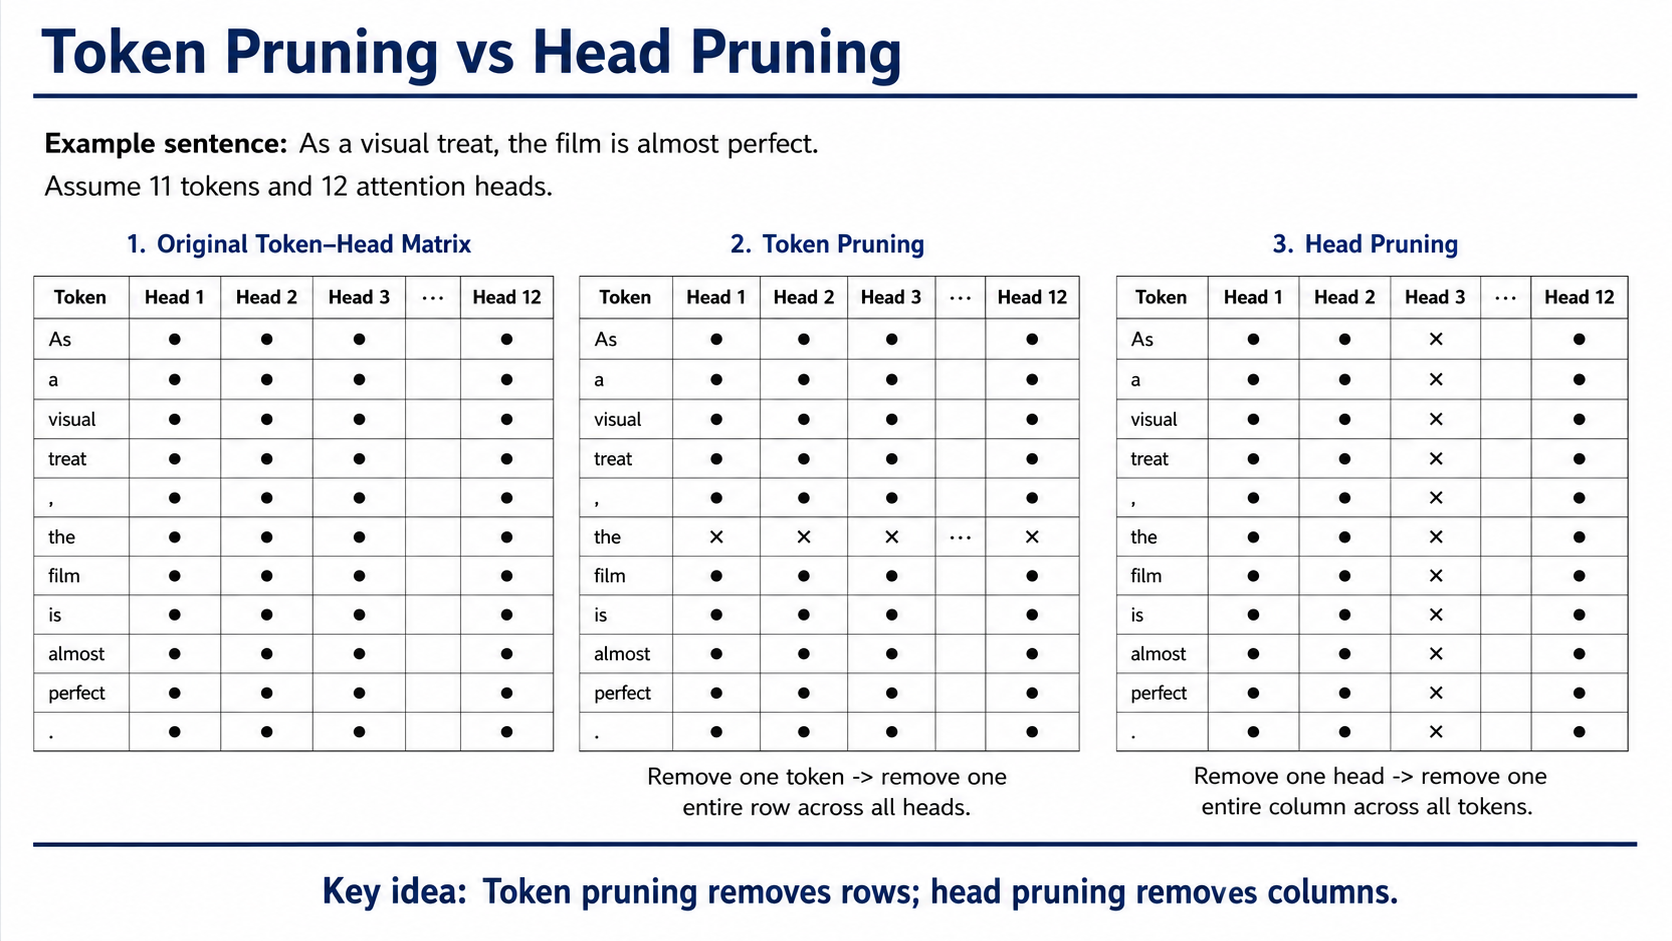 Token Pruning vs Head Pruning
Example sentence: As a visual treat, the film is almost perfect.
Assume 11 tokens and 12 attention heads.
1. Original Token–Head Matrix
Token Head 1 Head 2 Head 3 ··· Head 12
As ● ● ● ●
a ● ● ● ●
visual ● ● ● ●
treat ● ● ● ●
, ● ● ● ●
the ● ● ● ●
film ● ● ● ●
is ● ● ● ●
almost ● ● ● ●
perfect ● ● ● ●
. ● ● ● ●
2. Token Pruning
Token Head 1 Head 2 Head 3 ··· Head 12
As ● ● ● ●
a ● ● ● ●
visual ● ● ● ●
treat ● ● ● ●
, ● ● ● ●
the × × × ··· ×
film ● ● ● ●
is ● ● ● ●
almost ● ● ● ●
perfect ● ● ● ●
. ● ● ● ●
Remove one token -> remove one
entire row across all heads.
3. Head Pruning
Token Head 1 Head 2 Head 3 ··· Head 12
As ● ● × ●
a ● ● × ●
visual ● ● × ●
treat ● ● × ●
, ● ● × ●
the ● ● × ●
film ● ● × ●
is ● ● × ●
almost ● ● × ●
perfect ● ● × ●
. ● ● × ●
Remove one head -> remove one
entire column across all tokens.
Key idea: Token pruning removes rows; head pruning removes columns.